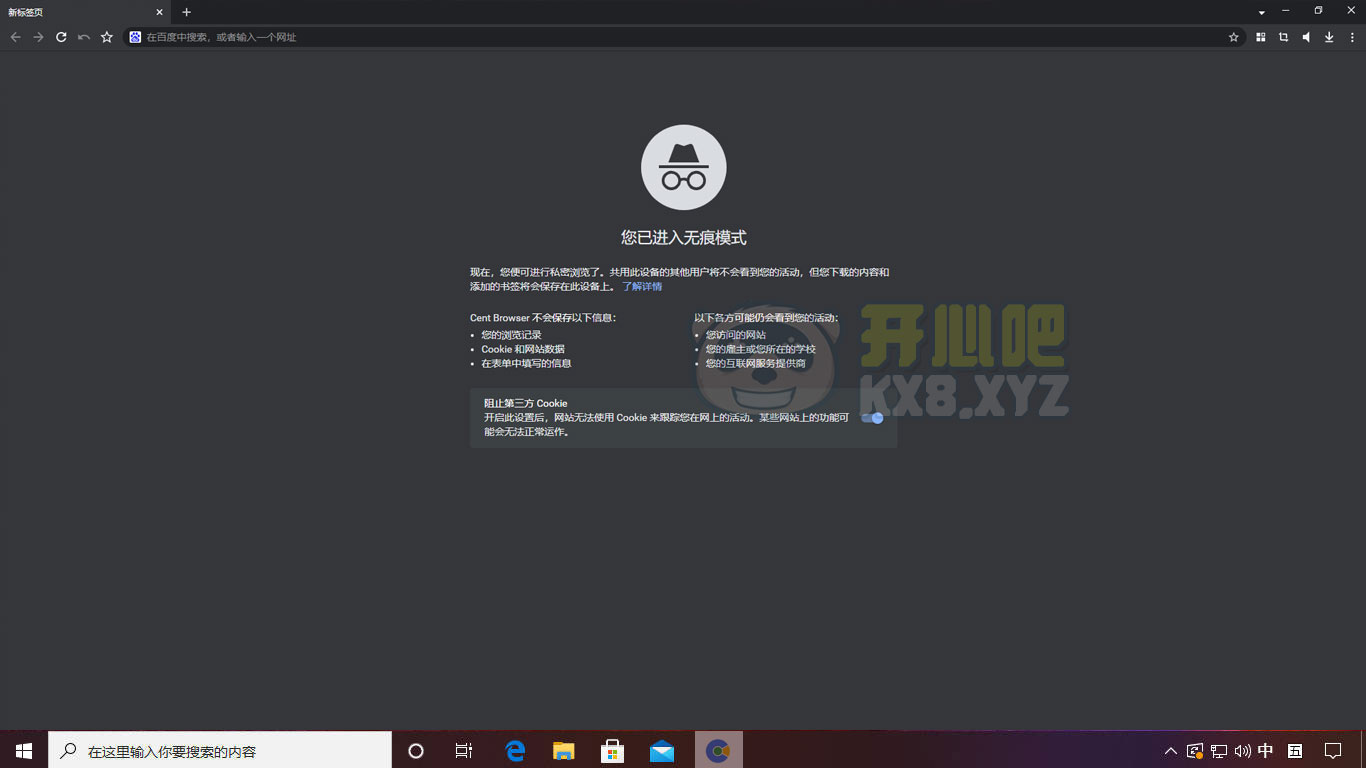 新标签页
在百度中搜索，或者输入一个网址
您已进入无痕模式
现在，您便可进行私密浏览了。共用此设备的其他用户将不会看到您的活动，但您下载的内容和
添加的书签将会保存在此设备上。 了解详情
Cent Browser 不会保存以下信息：
您的浏览记录
Cookie 和网站数据
在表单中填写的信息
以下各方可能仍会看到您的活动：
您访问的网站
您的雇主或您所在的学校
您的互联网服务提供商
开心吧
KX8.XYZ
阻止第三方 Cookie
开启此设置后，网站无法使用 Cookie 来跟踪您在网上的活动。某些网站上的功能可
能会无法正常运作。
在这里输入你要搜索的内容
中
五